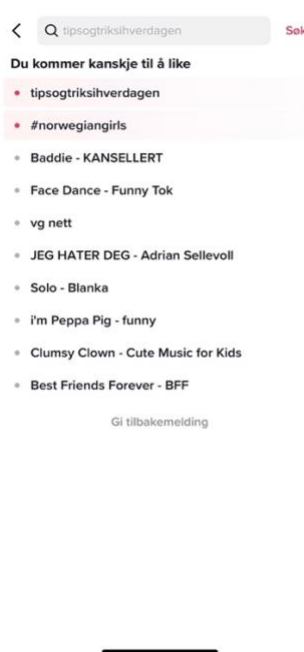 tipsogtriksihverdagen
Du kommer kanskje til å like
tipsogtriksihverdagen
#norwegiangirls
Baddie - KANSELLERT
Face Dance - Funny Tok
vg nett
JEG HATER DEG - Adrian Sellevoll
Solo - Blanka
i'm Peppa Pig - funny
Clumsy Clown - Cute Music for Kids
Best Friends Forever - BFF
Gi tilbakemelding